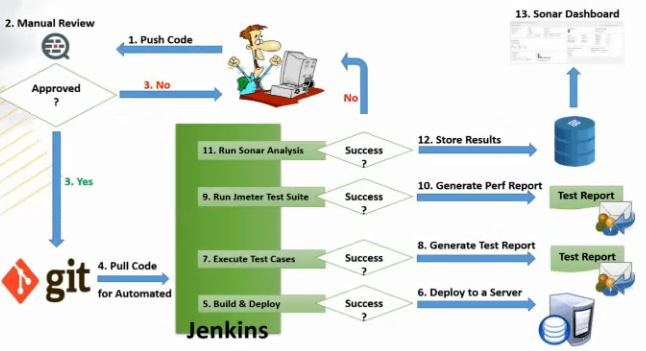 13. Sonar Dashboard
2. Manual Review
1. Push Code
Approved
?
3. No
No
11. Run Sonar Analysis
Success
?
12. Store Results
3. Yes
9. Run Jmeter Test Suite
Success
?
10. Generate Perf Report
Test Report
git
4. Pull Code
for Automated
7. Execute Test Cases
Success
?
8. Generate Test Report
Test Report
5. Build & Deploy
Success
?
6. Deploy to a Server
Jenkins